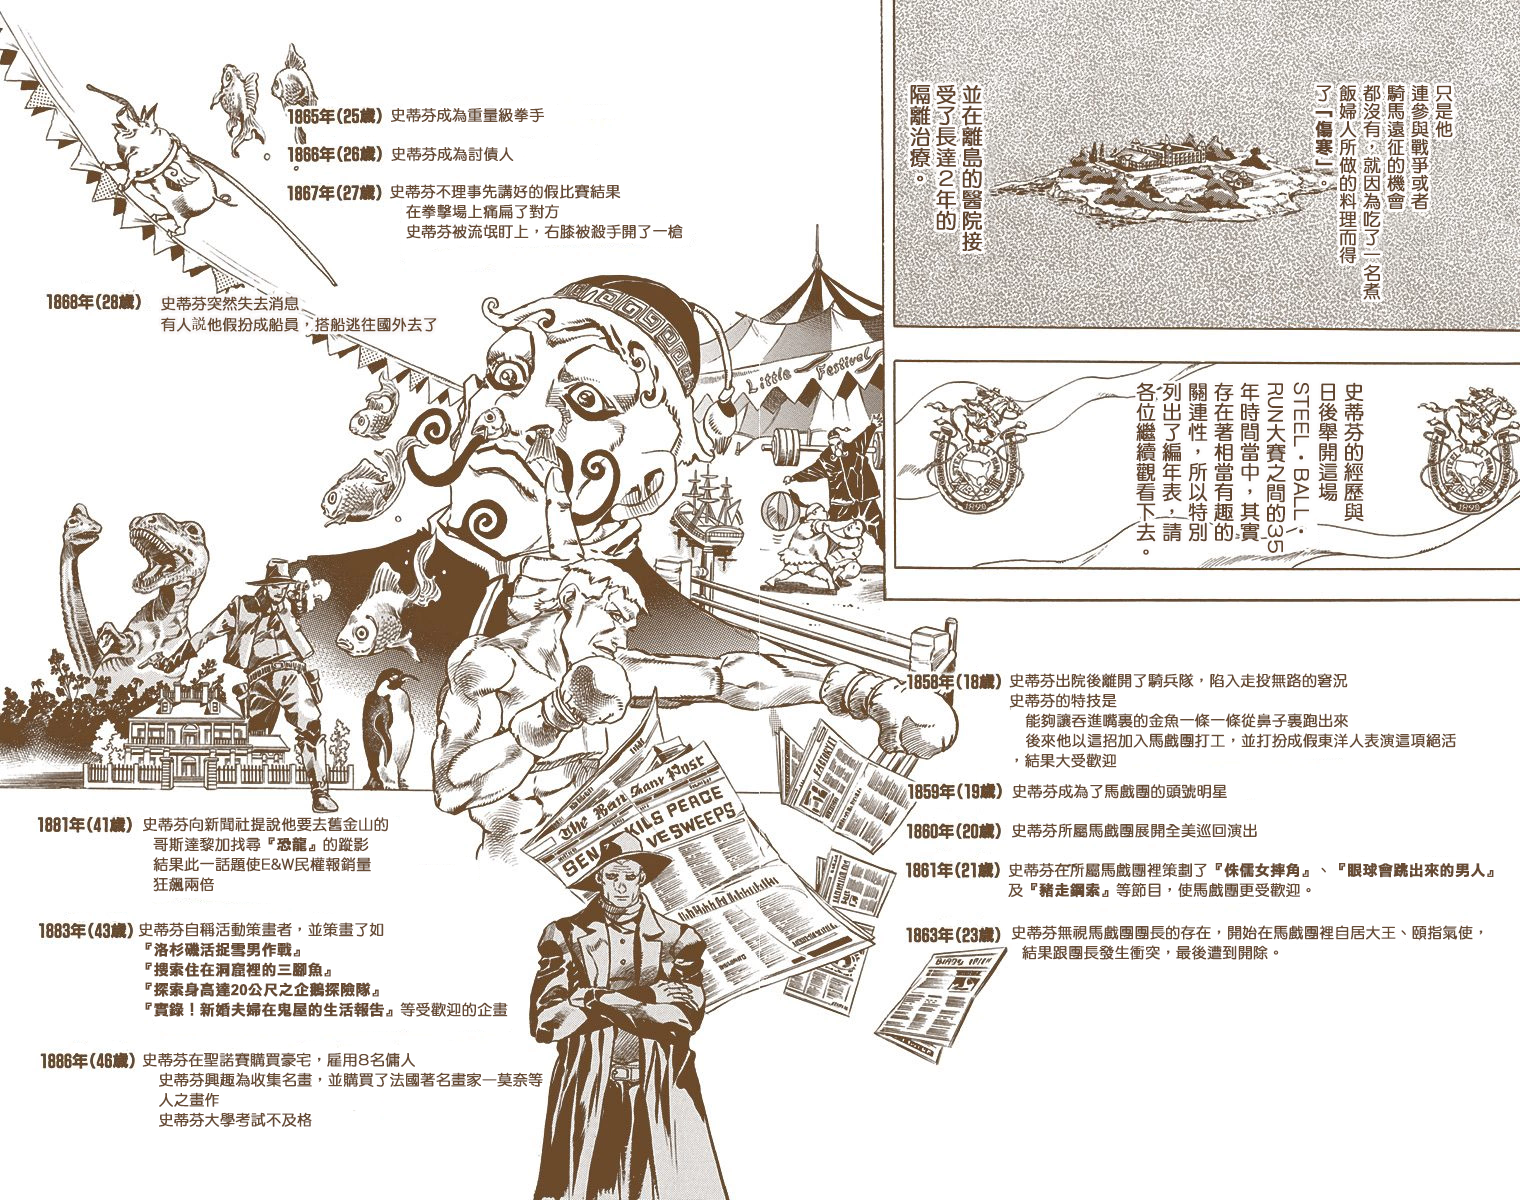 只是他
連參與戰爭或者
騎馬遠征的機會
都沒有，就因為吃了一名煮
飯婦人所做的料理而得
了「傷寒」。
並在離島的醫院接
受了長達2年的
隔離治療。
史蒂芬的經歷與
日後舉開這場
STEEL・BALL・
RUN大賽之間的35
年時間當中，其實
存在著相當有趣的
關連性，所以特別
列出了編年表，請
各位繼續觀看下去。
1858年(18歲) 史蒂芬出院後離開了騎兵隊，陷入走投無路的窘況
史蒂芬的特技是
能夠讓吞進嘴裏的金魚一條一條從鼻子裏跑出來
後來他以這招加入馬戲團打工，並打扮成假東洋人表演這項絕活
，結果大受歡迎
1859年(19歲) 史蒂芬成為了馬戲團的頭號明星
1860年(20歲) 史蒂芬所屬馬戲團展開全美巡回演出
1861年(21歲) 史蒂芬在所屬馬戲團裡策劃了『侏儒女摔角』、『眼球會跳出來的男人』
及『豬走鋼索』等節目，使馬戲團更受歡迎。
1863年(23歲) 史蒂芬無視馬戲團團長的存在，開始在馬戲團裡自居大王、頤指氣使，
結果跟團長發生衝突，最後遭到開除。
1865年(25歲) 史蒂芬成為重量級拳手
1866年(26歲) 史蒂芬成為討債人
1867年(27歲) 史蒂芬不理事先講好的假比賽結果
在拳擊場上痛扁了對方
史蒂芬被流氓盯上，右膝被殺手開了一槍
1868年(28歲) 史蒂芬突然失去消息
有人說他假扮成船員，搭船逃往國外去了
Little Festival
The Ban Shant Post
KILS PEACE
VE SWEEPS
GEN
1881年(41歲) 史蒂芬向新聞社提說他要去舊金山的
哥斯達黎加找尋『恐龍』的蹤影
結果此一話題使E&W民權報銷量
狂飆兩倍
1883年(43歲) 史蒂芬自稱活動策畫者，並策畫了如
『洛杉磯活捉雪男作戰』
『搜索住在洞窟裡的三腳魚』
『探索身高達20公尺之企鵝探險隊』
『實錄！新婚夫婦在鬼屋的生活報告』等受歡迎的企畫
1886年(46歲) 史蒂芬在聖諾賽購買豪宅，雇用8名傭人
史蒂芬興趣為收集名畫，並購買了法國著名畫家—莫奈等
人之畫作
史蒂芬大學考試不及格